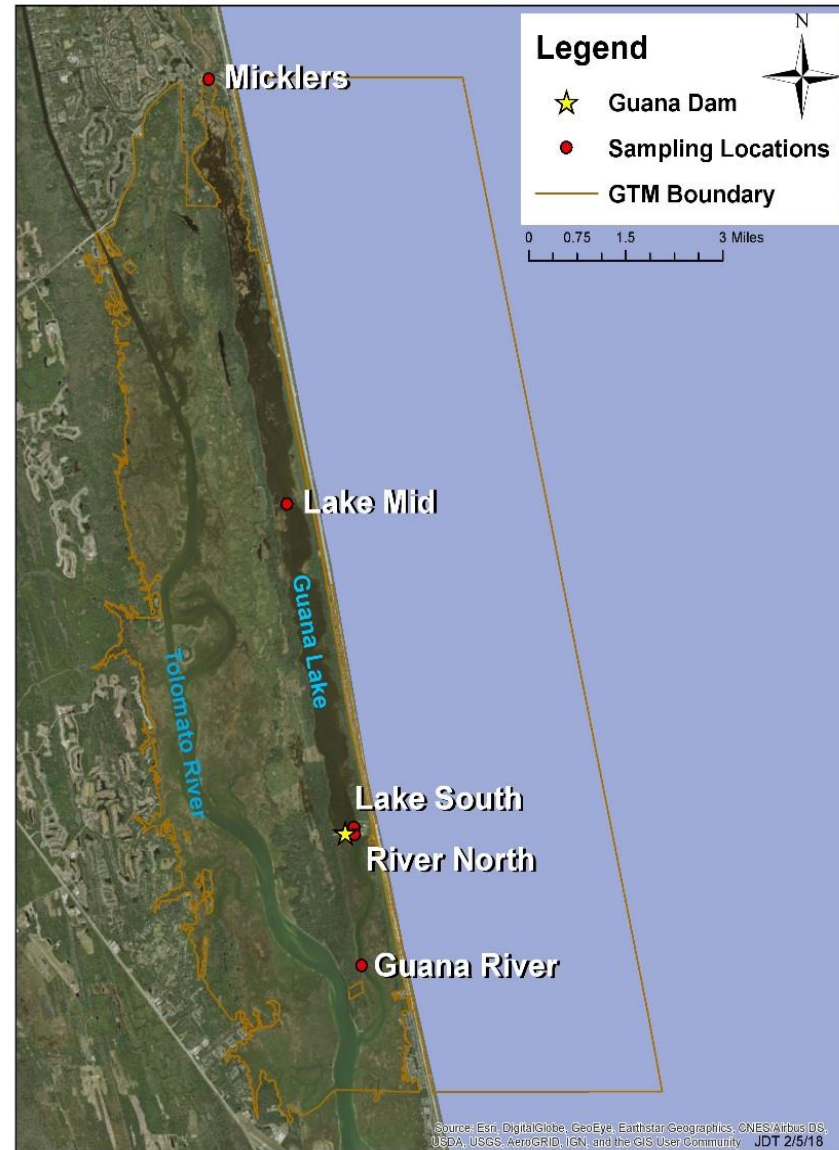 N
Legend
Guana Dam
Sampling Locations
GTM Boundary
0 0.75 1.5 3 Miles
Micklers
Lake Mid
Guana Lake
Tolomato River
Lake South
River North
Guana River
Source: Esri, DigitalGlobe, GeoEye, Earthstar Geographics, CNES/Airbus DS,
USDA, USGS, AeroGRID, IGN, and the GIS User Community JDT 2/5/18